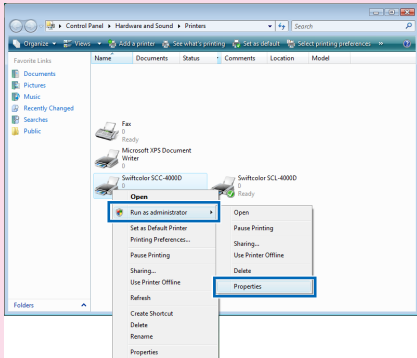 Control Panel ▸ Hardware and Sound ▸ Printers
Search
Organize Views Add a printer See what's printing Set as default Select printing preferences »
Favorite Links
Name Documents Status Comments Location Model
Documents
Pictures
Music
Recently Changed
Searches
Public
Fax
0
Ready
Microsoft XPS Document
Writer
0
Ready
Swiftcolor SCC-4000D
0
Swiftcolor SCL-4000D
0
Ready
Open
Run as administrator
Set as Default Printer
Printing Preferences...
Pause Printing
Sharing...
Use Printer Offline
Refresh
Create Shortcut
Delete
Rename
Properties
Open
Pause Printing
Sharing...
Use Printer Offline
Delete
Properties
Folders